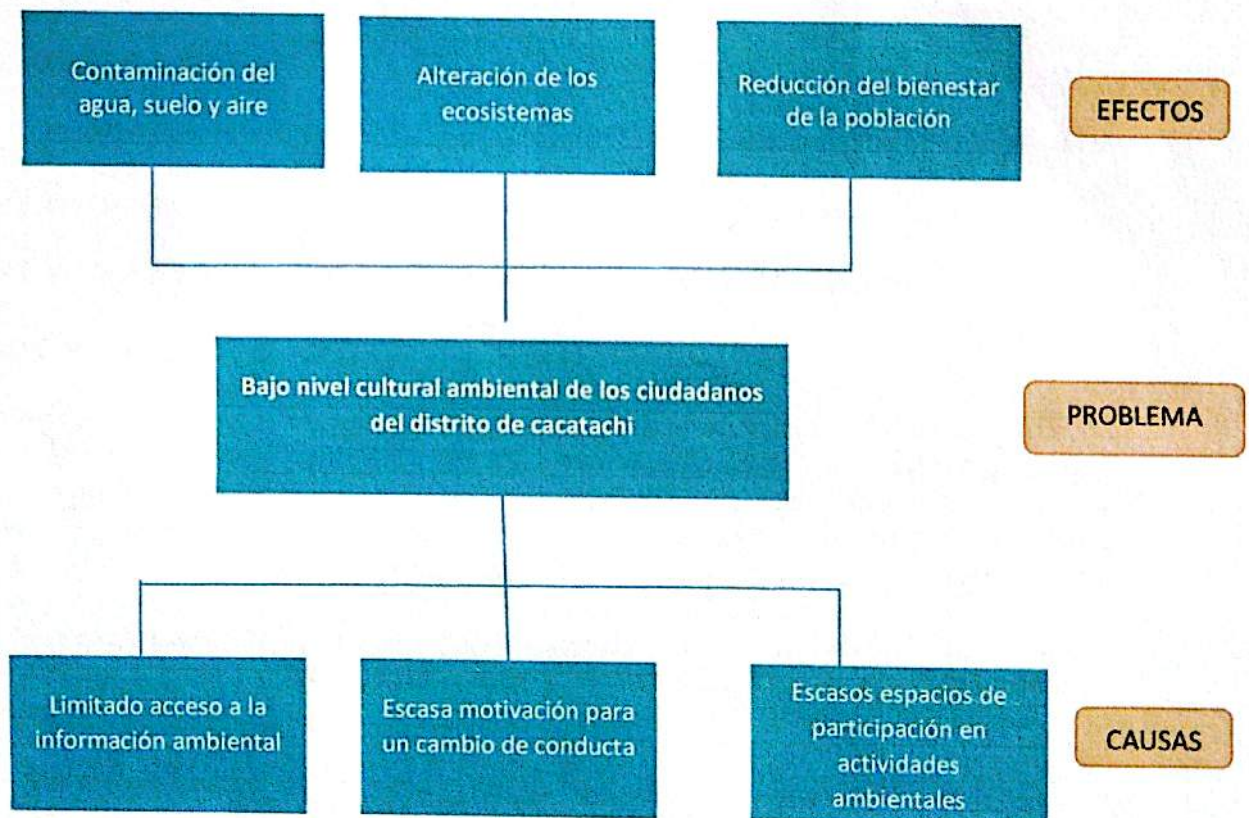 Contaminación del
agua, suelo y aire
Alteración de los
ecosistemas
Reducción del bienestar
de la población
EFECTOS
Bajo nivel cultural ambiental de los ciudadanos
del distrito de cacatachi
PROBLEMA
Limitado acceso a la
información ambiental
Escasa motivación para
un cambio de conducta
Escasos espacios de
participación en
actividades
ambientales
CAUSAS